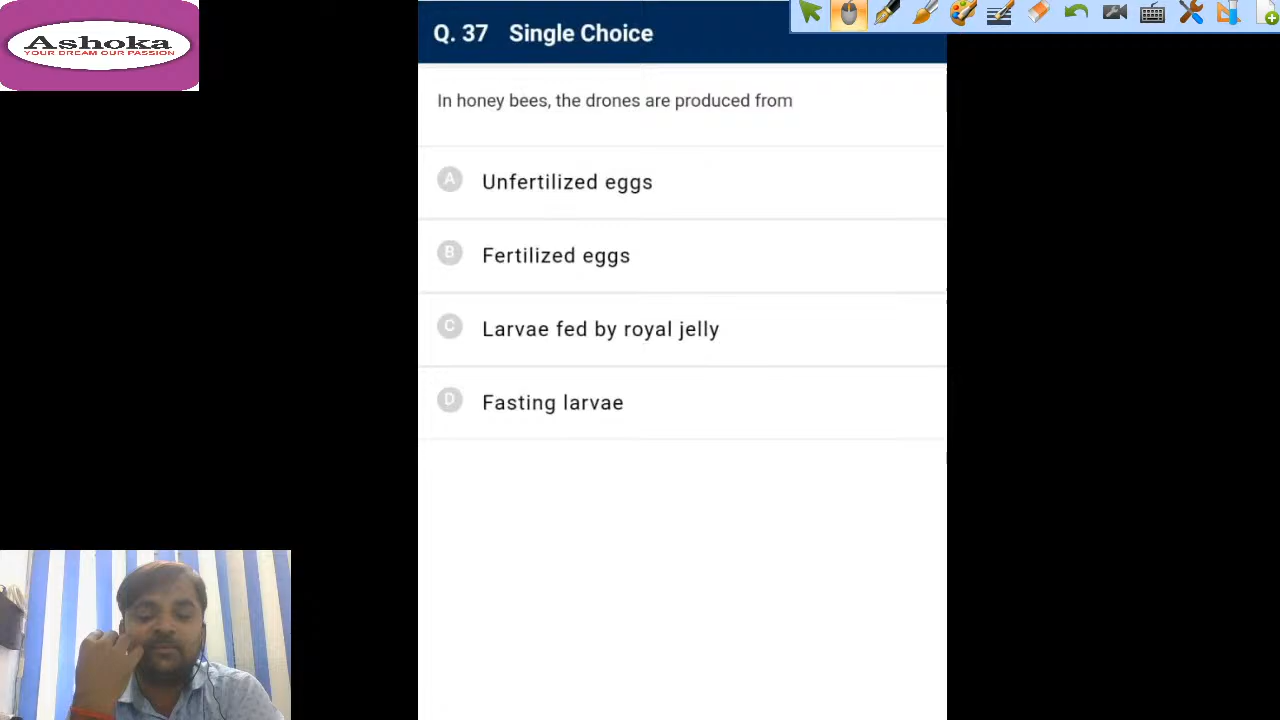 Ashoka
YOUR DREAM OUR PASSION
Q. 37 Single Choice
In honey bees, the drones are produced from
A Unfertilized eggs
B Fertilized eggs
C Larvae fed by royal jelly
D Fasting larvae